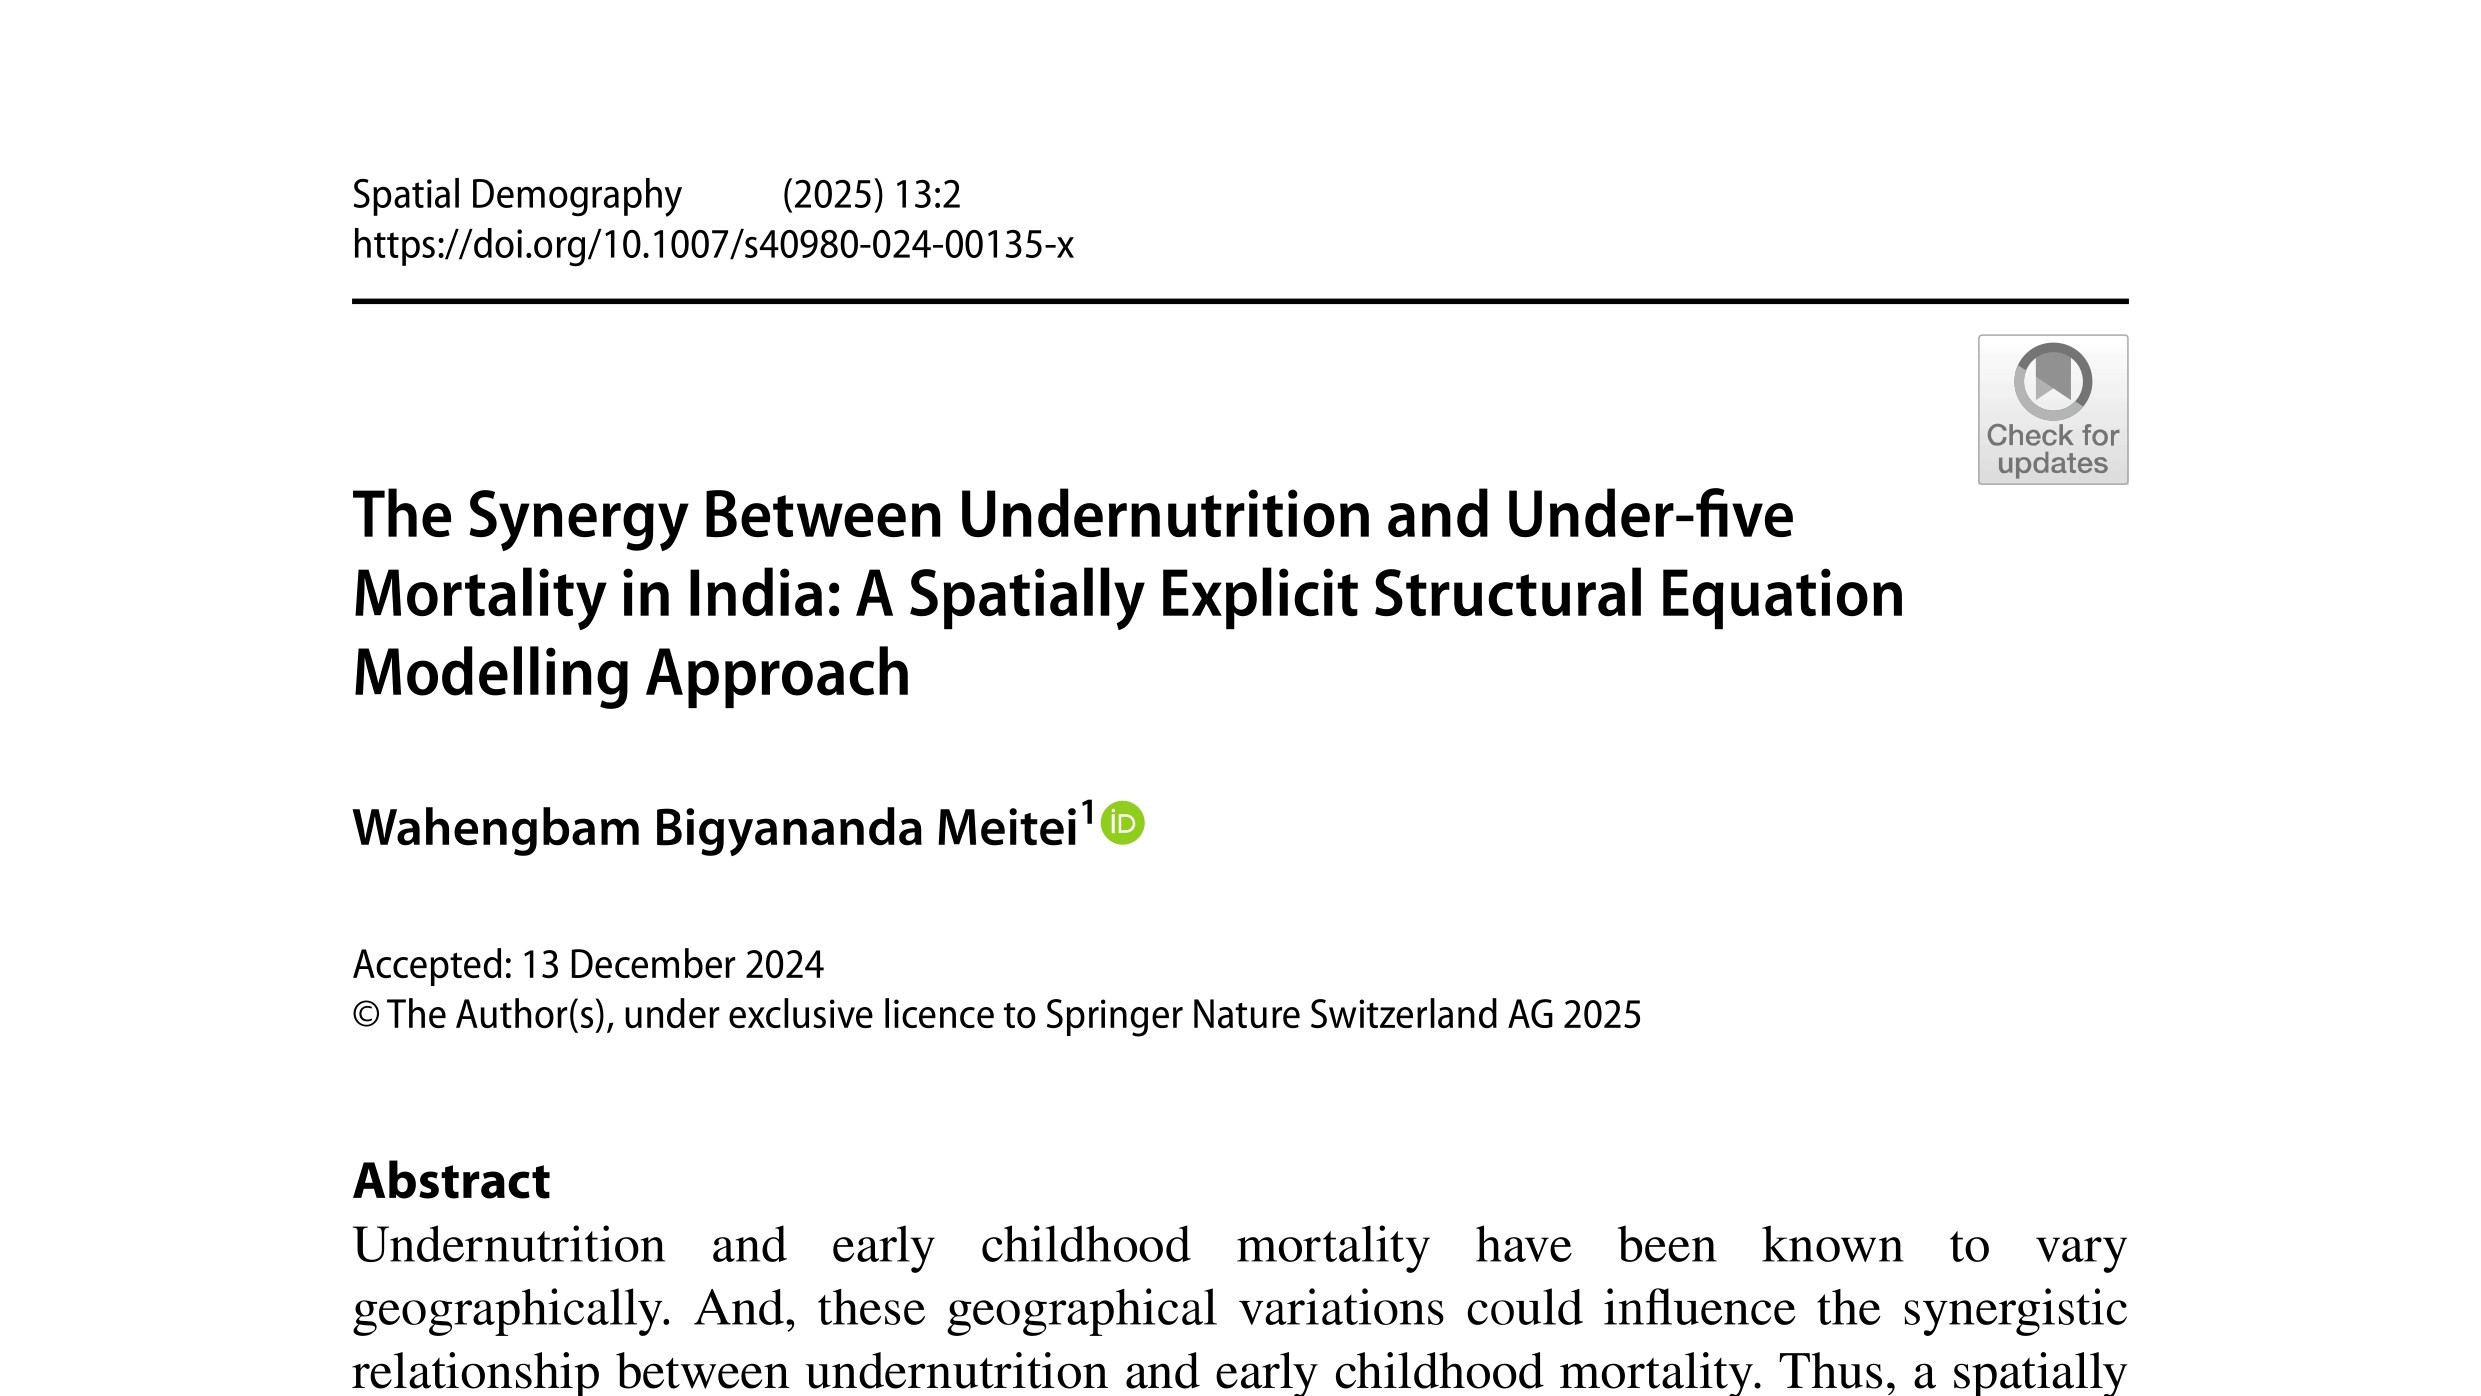 Spatial Demography (2025) 13:2
https://doi.org/10.1007/s40980-024-00135-x
Check for
updates
The Synergy Between Undernutrition and Under-five
Mortality in India: A Spatially Explicit Structural Equation
Modelling Approach
Wahengbam Bigyananda Meitei1 iD
Accepted: 13 December 2024
© The Author(s), under exclusive licence to Springer Nature Switzerland AG 2025
Abstract
Undernutrition and early childhood mortality have been known to vary
geographically. And, these geographical variations could influence the synergistic
relationship between undernutrition and early childhood mortality. Thus, a spatially